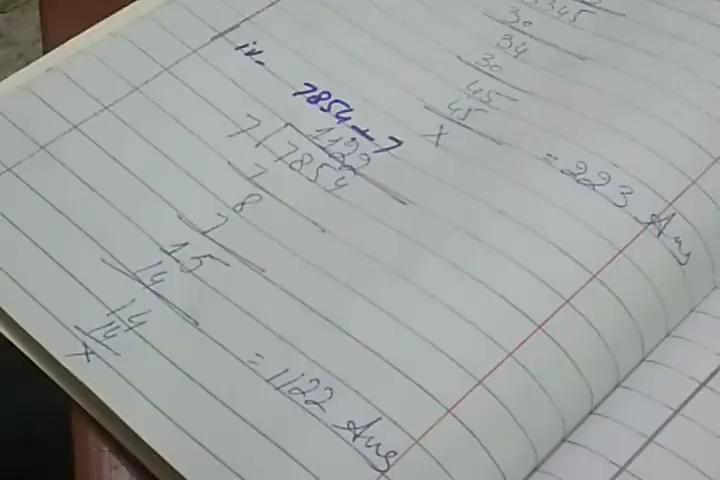 3345
30
34
30
45
45
x
= 223 Ans
iv.
7854 ÷ 7
1122
7 7854
7
8
7
15
14
14
14
x
= 1122 Ans